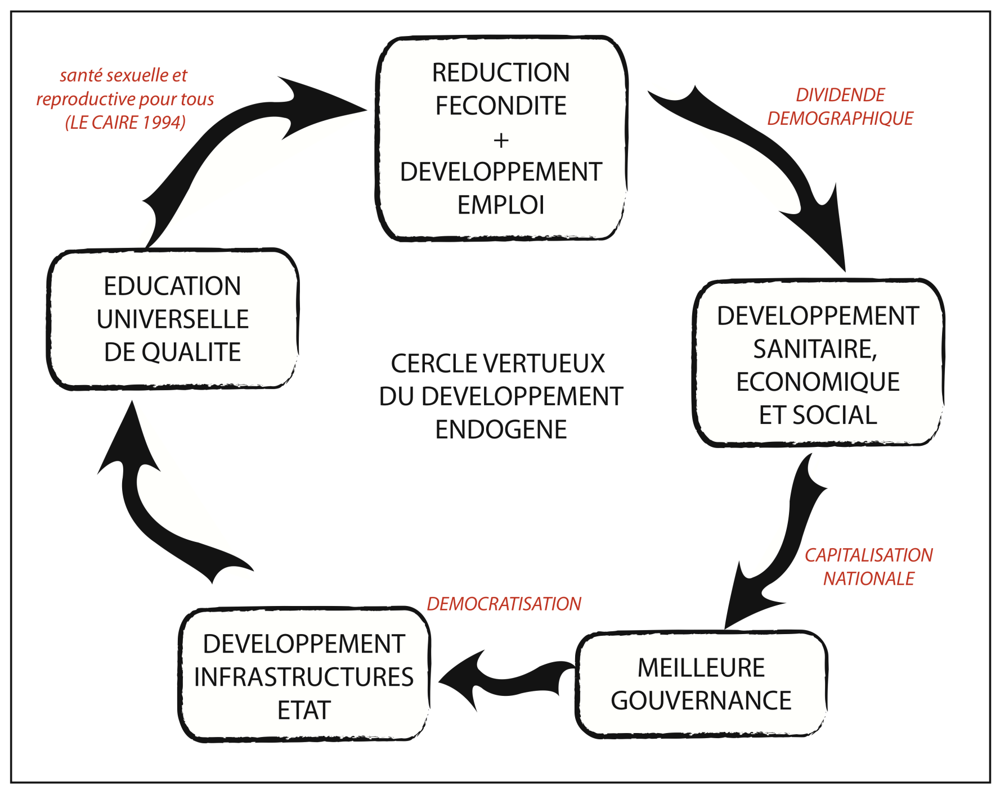 santé sexuelle et
reproductive pour tous
(LE CAIRE 1994)
REDUCTION
FECONDITE
+
DEVELOPPEMENT
EMPLOI
DIVIDENDE
DEMOGRAPHIQUE
EDUCATION
UNIVERSELLE
DE QUALITE
CERCLE VERTUEUX
DU DEVELOPPEMENT
ENDOGENE
DEVELOPPEMENT
SANITAIRE,
ECONOMIQUE
ET SOCIAL
CAPITALISATION
NATIONALE
DEMOCRATISATION
DEVELOPPEMENT
INFRASTRUCTURES
ETAT
MEILLEURE
GOUVERNANCE